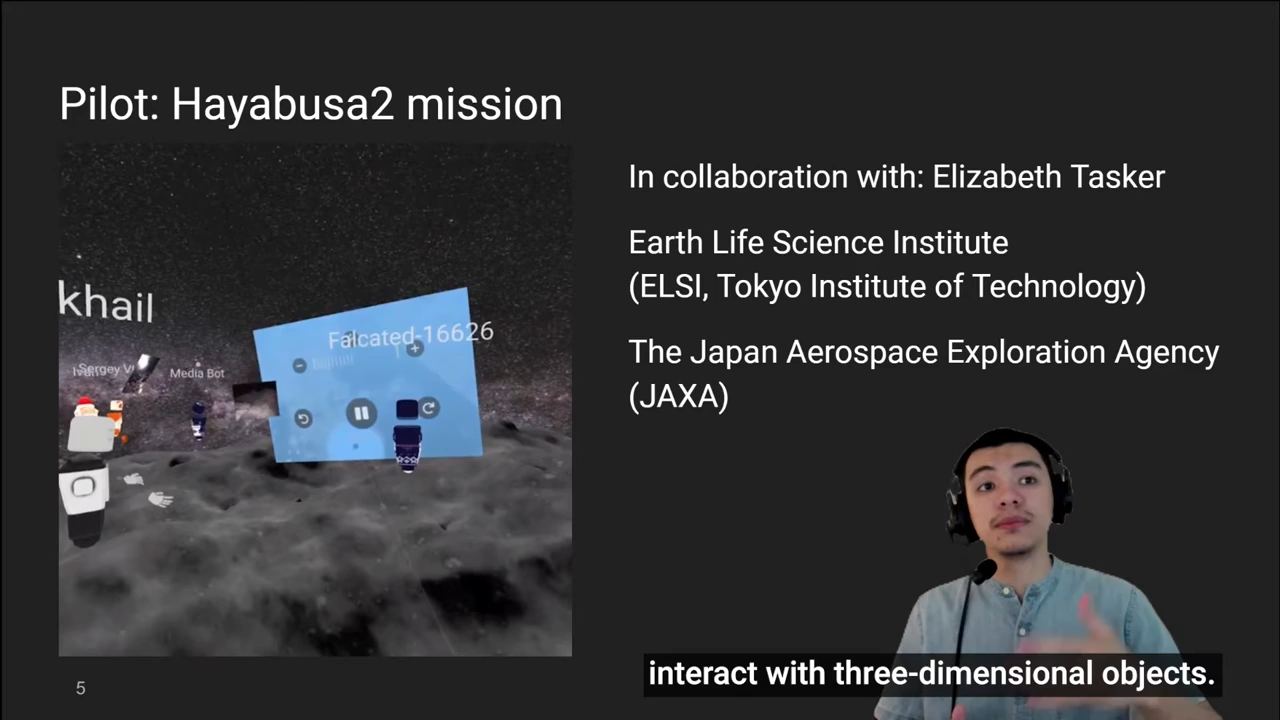 Pilot: Hayabusa2 mission
In collaboration with: Elizabeth Tasker
Earth Life Science Institute
(ELSI, Tokyo Institute of Technology)
The Japan Aerospace Exploration Agency
(JAXA)
khail
Falcated-16626
Sergey V
Media Bot
interact with three-dimensional objects.
5